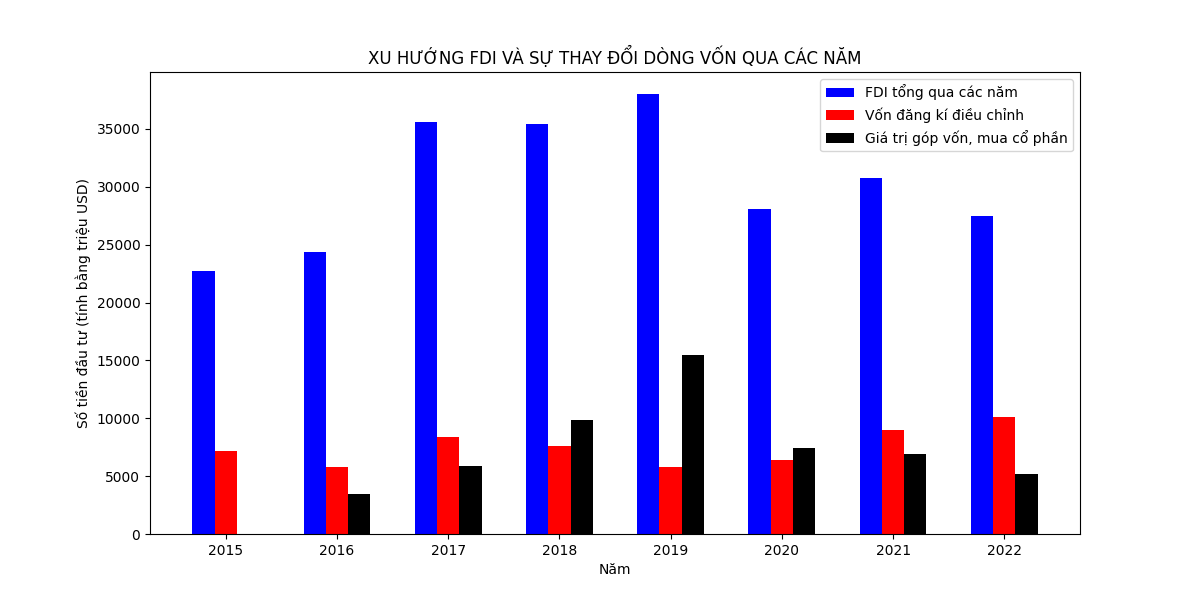 XU HƯỚNG FDI VÀ SỰ THAY ĐỔI DÒNG VỐN QUA CÁC NĂM
FDI tổng qua các năm
Vốn đăng kí điều chỉnh
Giá trị góp vốn, mua cổ phần
Số tiền đầu tư (tính bằng triệu USD)
35000
30000
25000
20000
15000
10000
5000
0
2015 2016 2017 2018 2019 2020 2021 2022
Năm